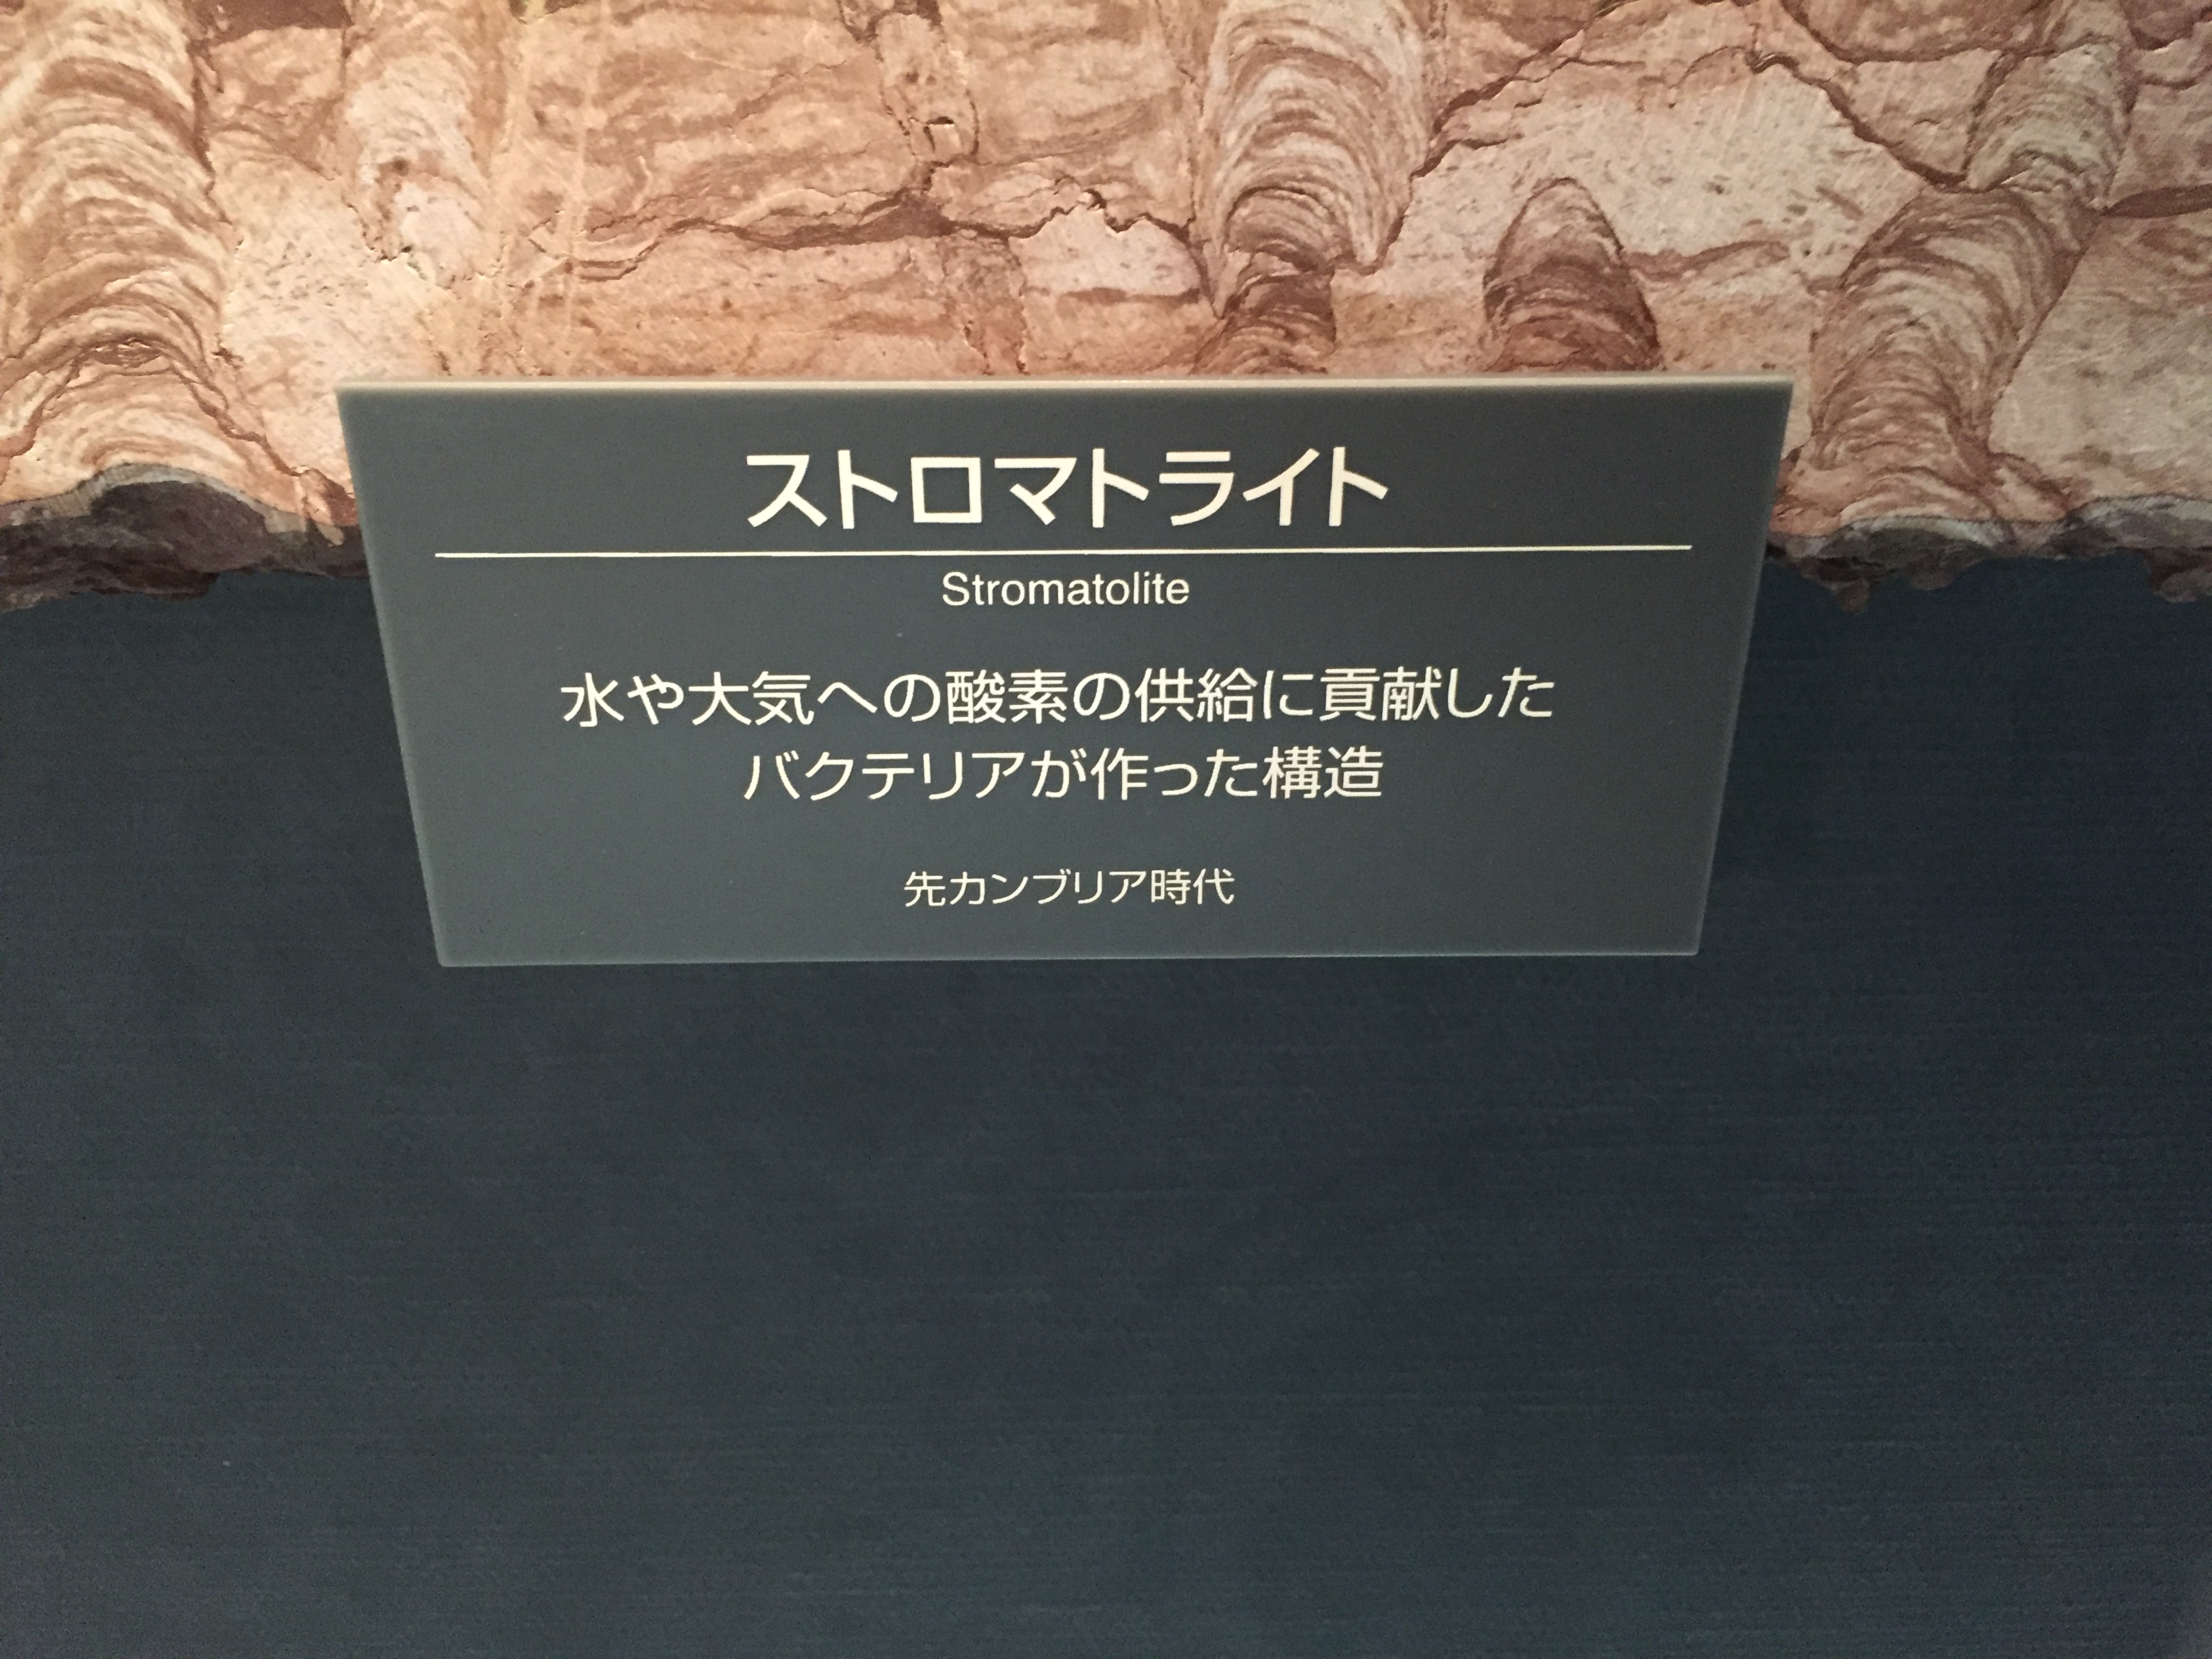 ストロマトライト
Stromatolite
水や大気への酸素の供給に貢献した
バクテリアが作った構造
先カンブリア時代